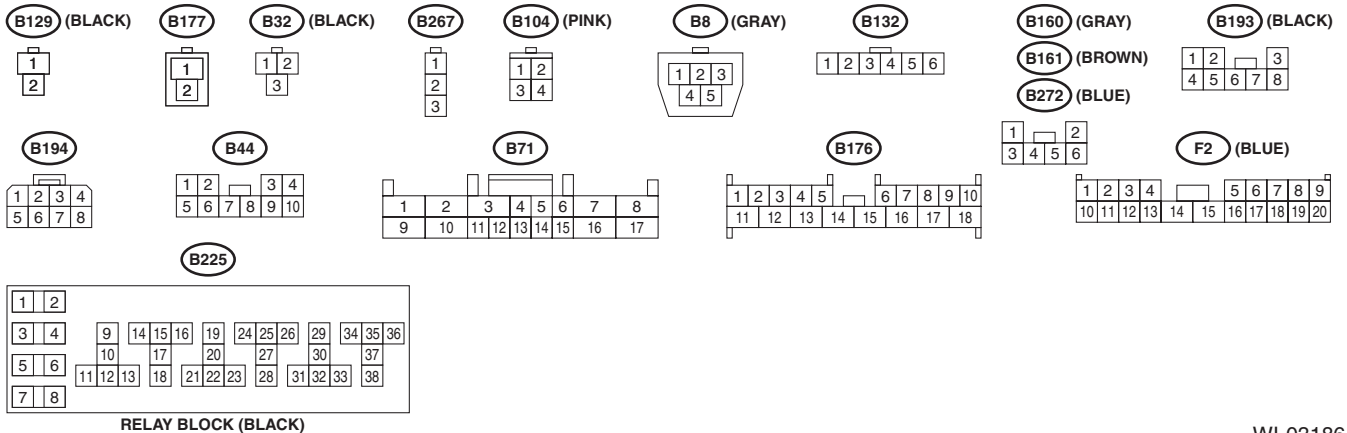 B129 (BLACK) B177 B32 (BLACK) B267 B104 (PINK) B8 (GRAY) B132 B160 (GRAY) B193 (BLACK)
B161 (BROWN)
B272 (BLUE)
1
2
1
2
1 2
3
1
2
3
1 2
3 4
1 2 3
4 5
1 2 3 4 5 6
1 2
3 4 5 6
1 2 3
4 5 6 7 8
B194 B44 B71 B176 F2 (BLUE)
1 2 3 4
5 6 7 8
1 2 3 4
5 6 7 8 9 10
1 2 3 4 5 6 7 8
9 10 11 12 13 14 15 16 17
1 2 3 4 5 6 7 8 9 10
11 12 13 14 15 16 17 18
1 2 3 4 5 6 7 8 9
10 11 12 13 14 15 16 17 18 19 20
B225
1 2
3 4 9 14 15 16 19 24 25 26 29 34 35 36
10 17 20 27 30 37
5 6 11 12 13 18 21 22 23 28 31 32 33 38
7 8
RELAY BLOCK (BLACK)